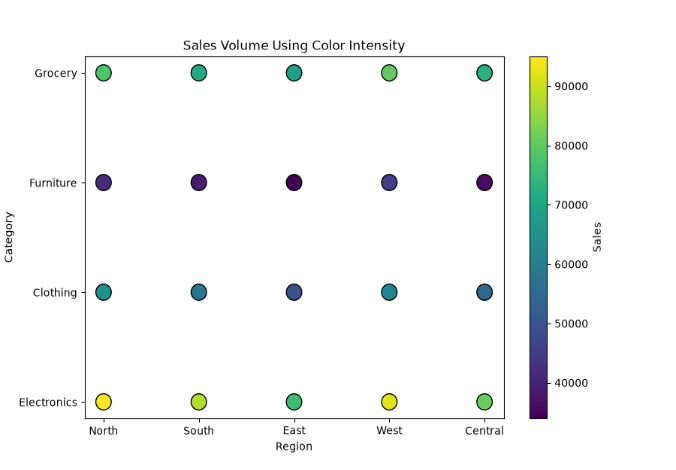 Sales Volume Using Color Intensity
Grocery
Furniture
Clothing
Electronics
Category
North South East West Central
Region
90000
80000
70000
60000
50000
40000
Sales